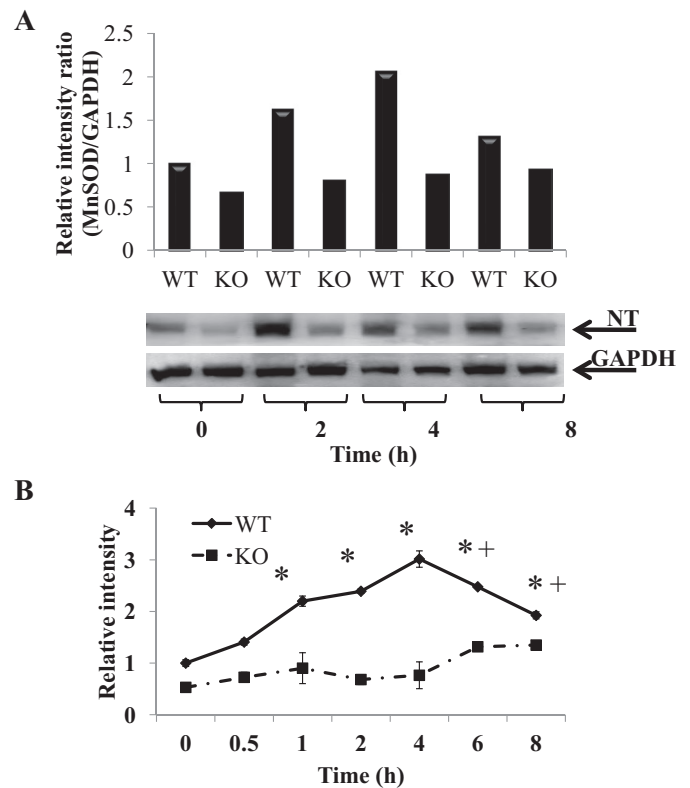 A
Relative intensity ratio
(MnSOD/GAPDH)
2.5
2
1.5
1
0.5
0
WT KO WT KO WT KO WT KO
NT
GAPDH
0 2 4 8
Time (h)
B
Relative intensity
4
3
2
1
0
WT
KO
* * * * + * +
0 0.5 1 2 4 6 8
Time (h)